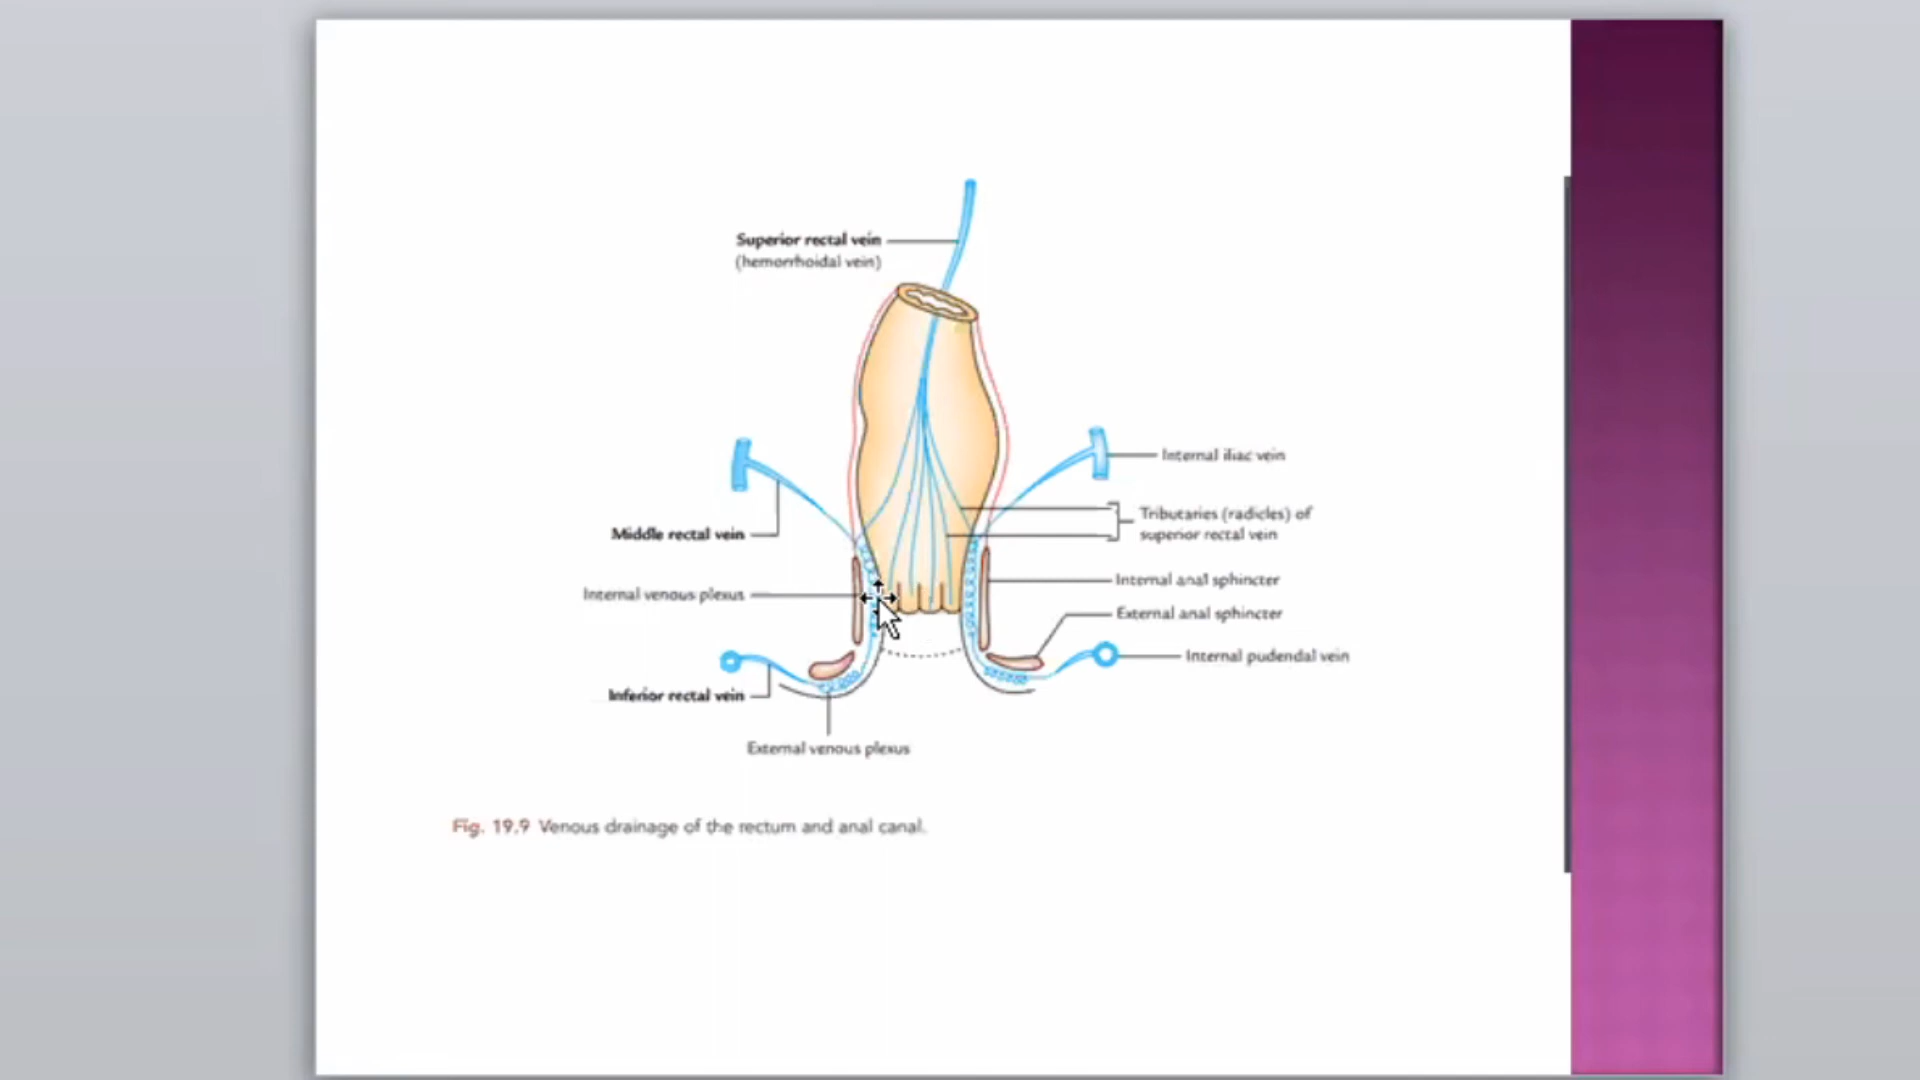 Superior rectal vein
(hemorrhoidal vein)
Internal iliac vein
Tributaries (radicles) of
superior rectal vein
Middle rectal vein
Internal anal sphincter
Internal venous plexus
External anal sphincter
Internal pudendal vein
Inferior rectal vein
External venous plexus
Fig. 19.9 Venous drainage of the rectum and anal canal.